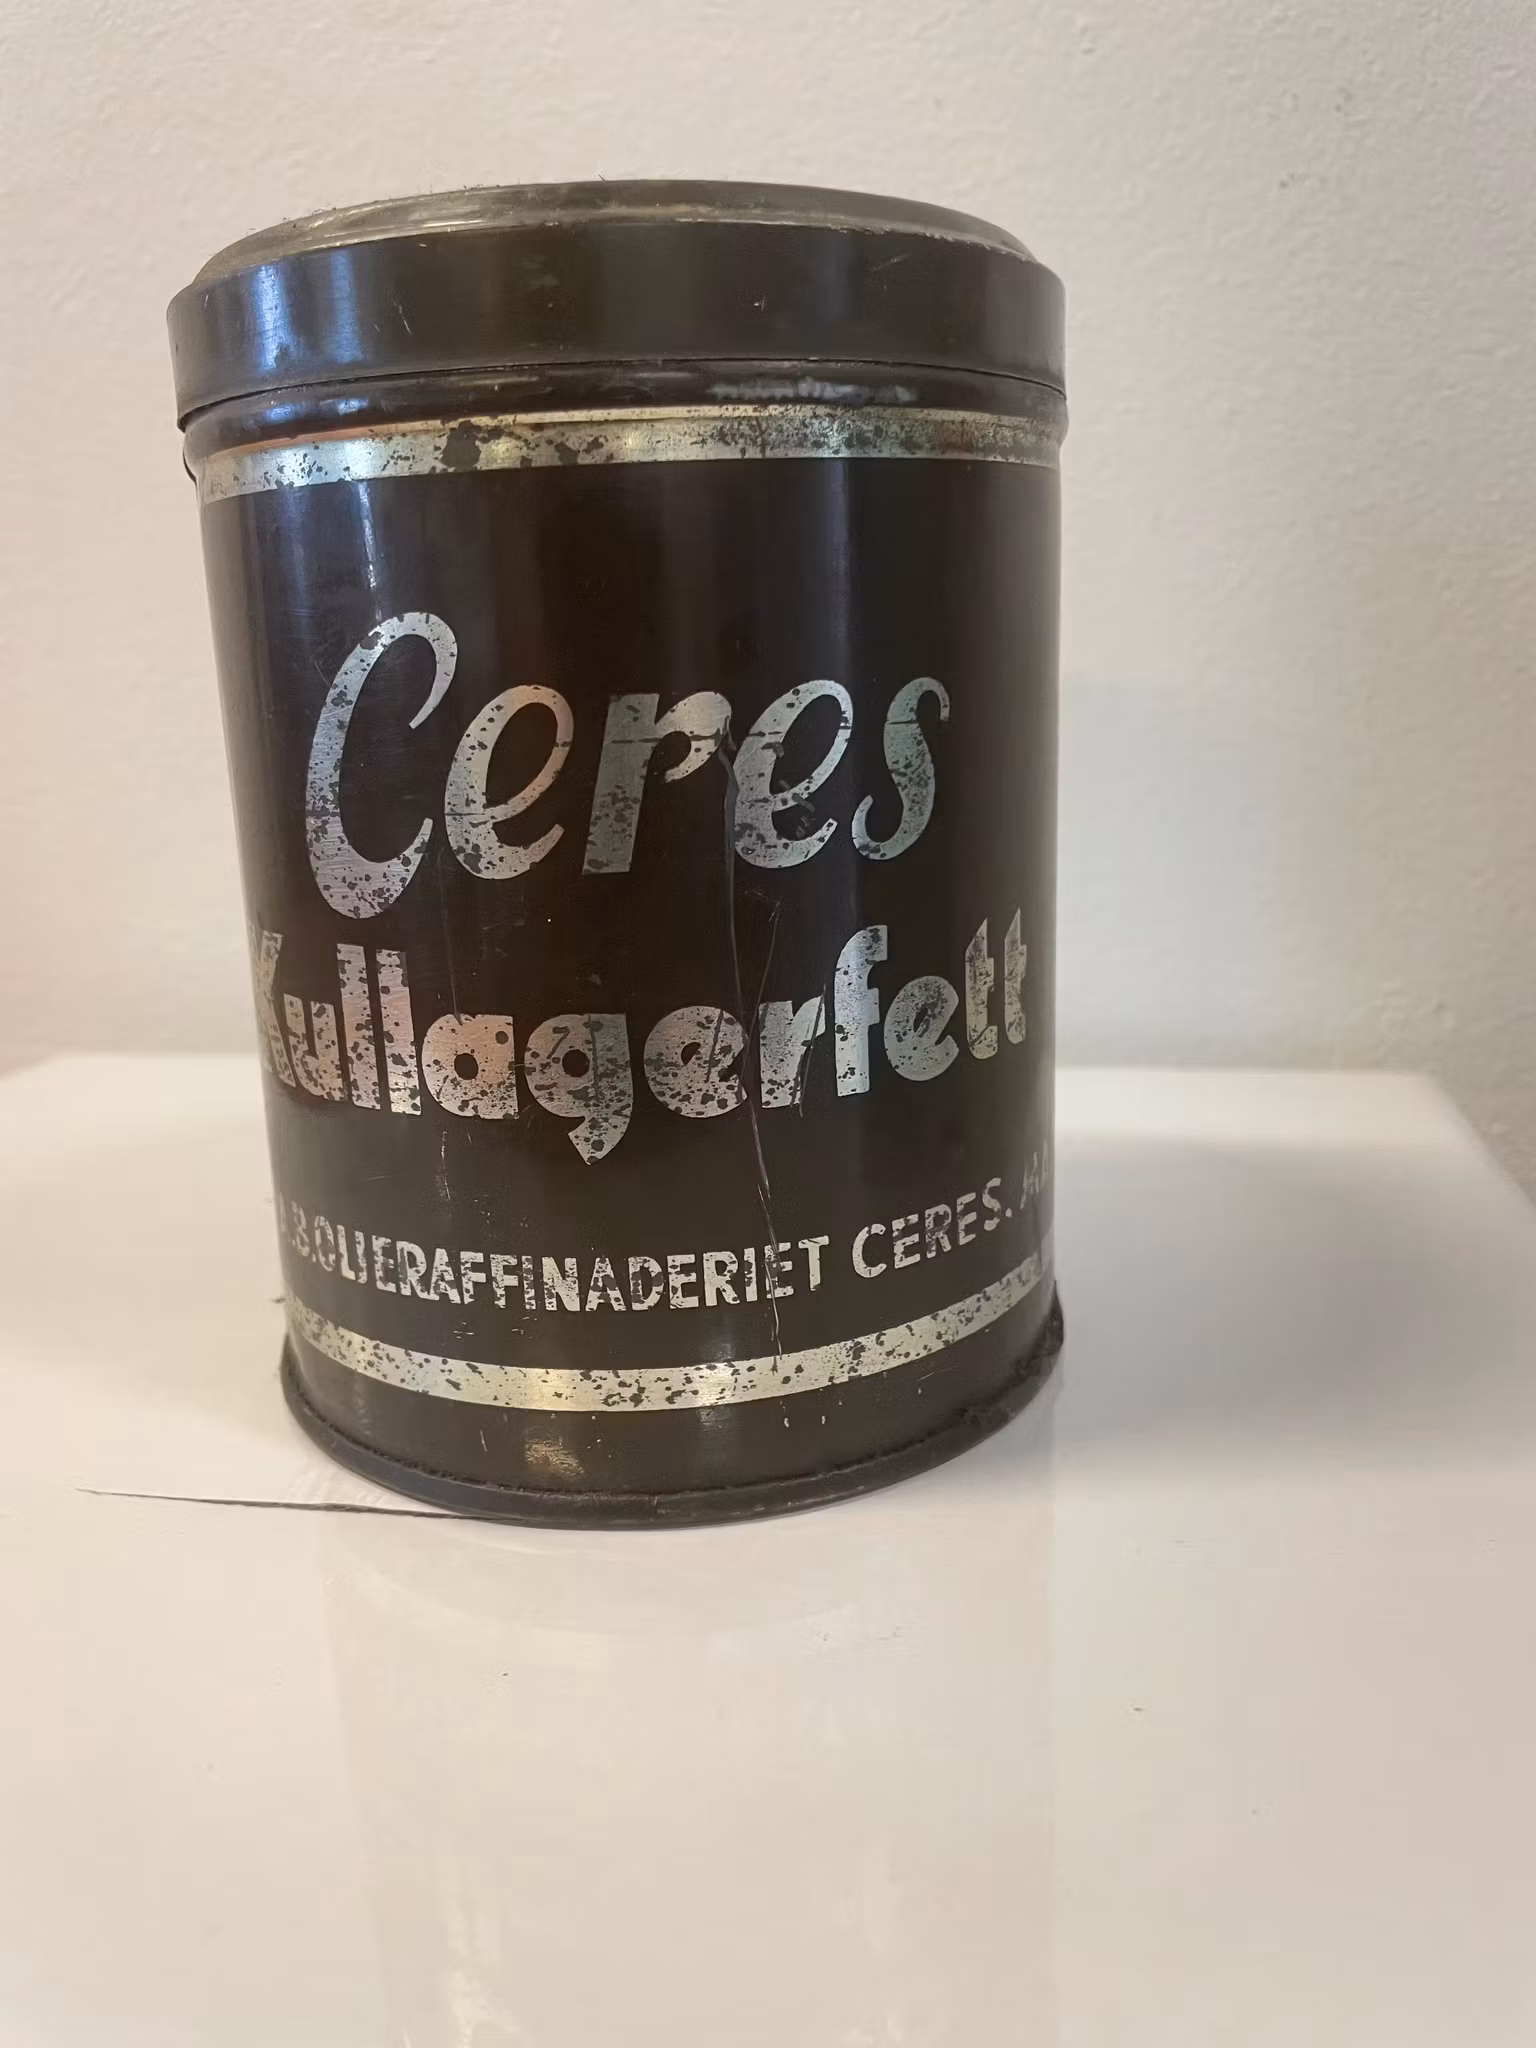 Ceres
Kullagerfett
A.B.OLJERAFFINADERIET CERES.